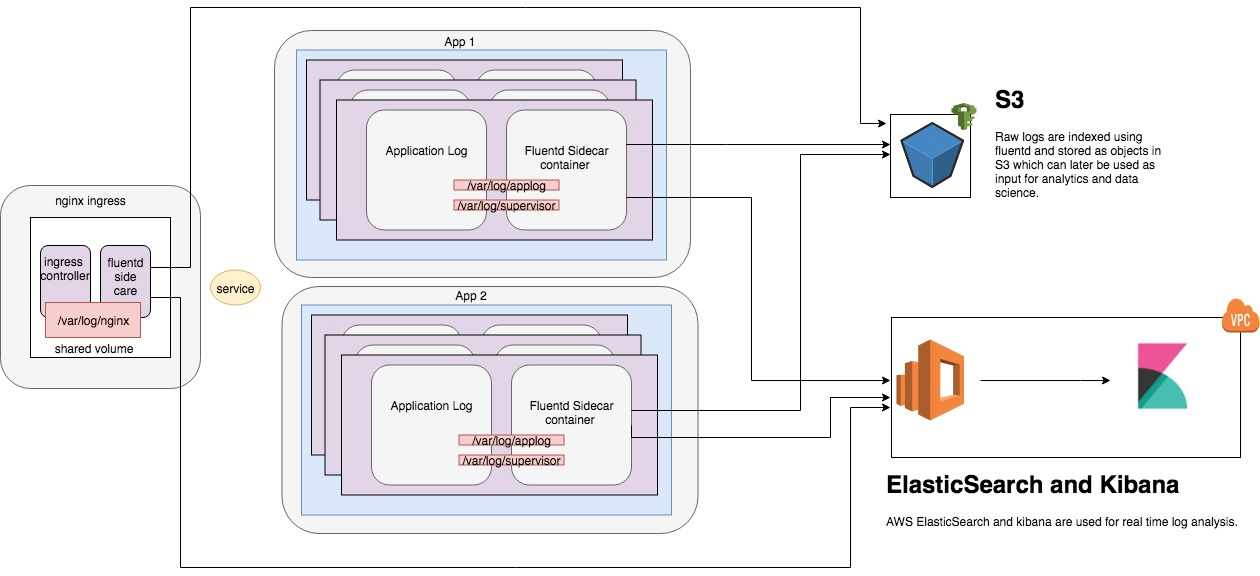 App 1
Application Log
Fluentd Sidecar
container
/var/log/applog
/var/log/supervisor
S3
Raw logs are indexed using
fluentd and stored as objects in
S3 which can later be used as
input for analytics and data
science.
nginx ingress
ingress
controller
fluentd
side
care
/var/log/nginx
shared volume
service
App 2
Application Log
Fluentd Sidecar
container
/var/log/applog
/var/log/supervisor
VPC
ElasticSearch and Kibana
AWS ElasticSearch and kibana are used for real time log analysis.